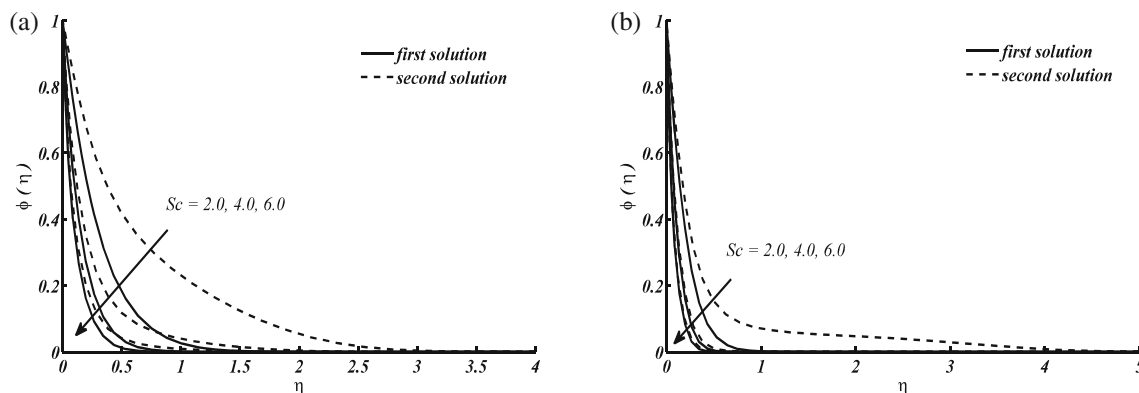 (a)
1
0.8
0.6
0.4
0.2
0
ϕ (η)
first solution
second solution
Sc = 2.0, 4.0, 6.0
0 0.5 1 1.5 2 2.5 3 3.5 4
η
(b)
1
0.8
0.6
0.4
0.2
0
ϕ (η)
first solution
second solution
Sc = 2.0, 4.0, 6.0
0 1 2 3 4 5
η